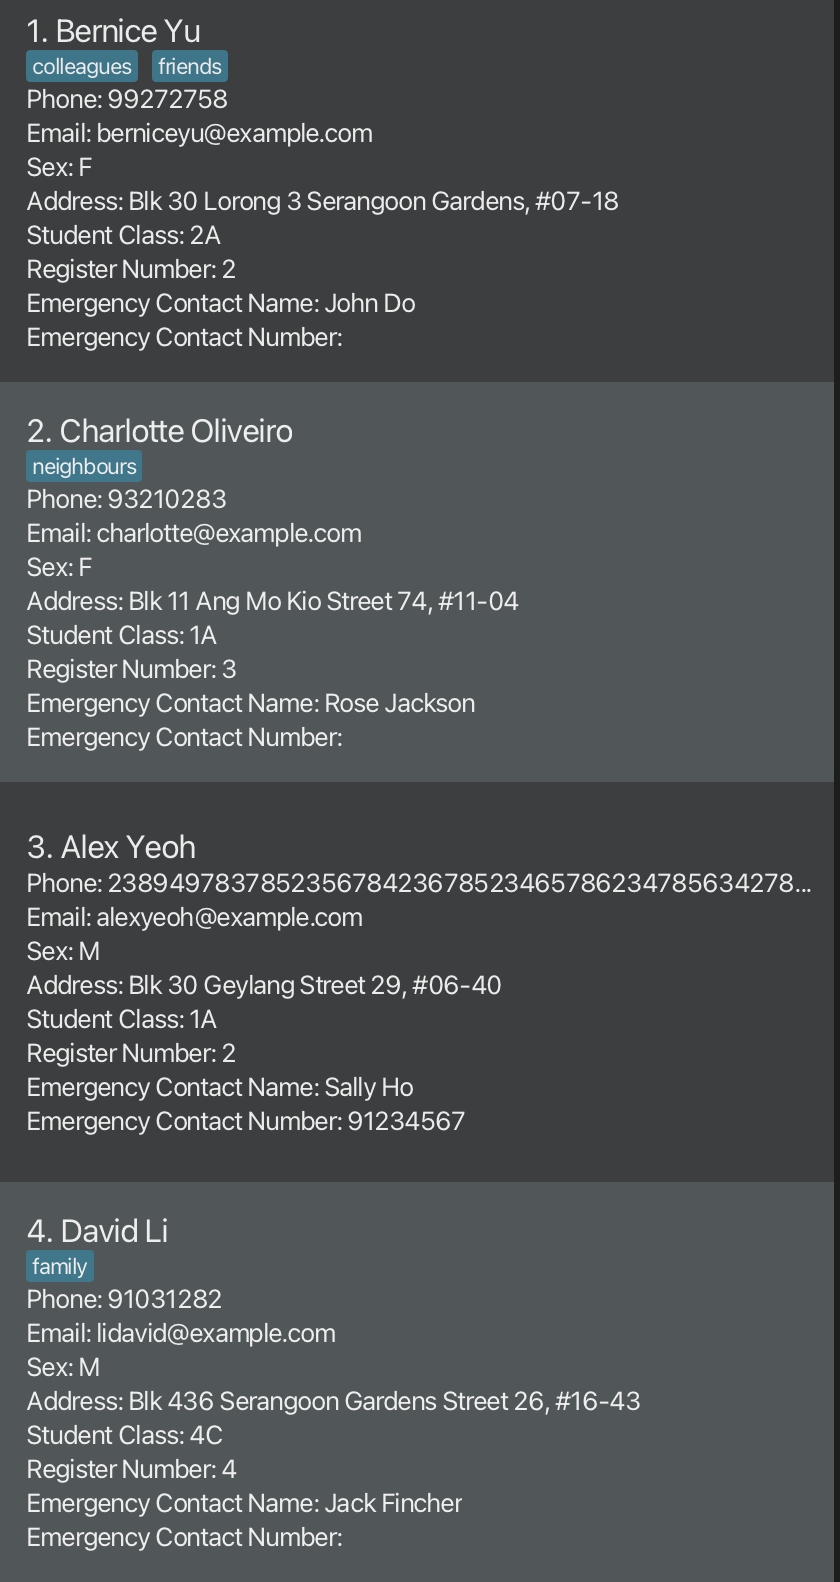 1. Bernice Yu
colleagues friends
Phone: 99272758
Email: berniceyu@example.com
Sex: F
Address: Blk 30 Lorong 3 Serangoon Gardens, #07-18
Student Class: 2A
Register Number: 2
Emergency Contact Name: John Do
Emergency Contact Number:
2. Charlotte Oliveiro
neighbours
Phone: 93210283
Email: charlotte@example.com
Sex: F
Address: Blk 11 Ang Mo Kio Street 74, #11-04
Student Class: 1A
Register Number: 3
Emergency Contact Name: Rose Jackson
Emergency Contact Number:
3. Alex Yeoh
Phone: 23894978378523567842367852346578623478563​4278...
Email: alexyeoh@example.com
Sex: M
Address: Blk 30 Geylang Street 29, #06-40
Student Class: 1A
Register Number: 2
Emergency Contact Name: Sally Ho
Emergency Contact Number: 91234567
4. David Li
family
Phone: 91031282
Email: lidavid@example.com
Sex: M
Address: Blk 436 Serangoon Gardens Street 26, #16-43
Student Class: 4C
Register Number: 4
Emergency Contact Name: Jack Fincher
Emergency Contact Number: